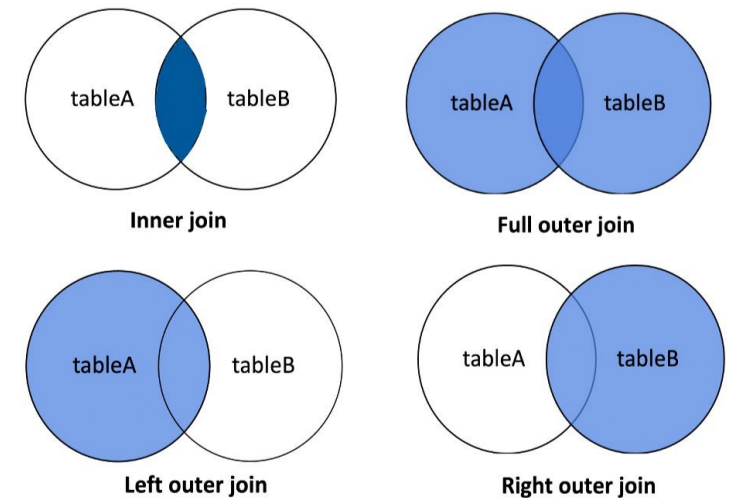 tableA tableB
tableA tableB
Inner join
Full outer join
tableA tableB
tableA tableB
Left outer join
Right outer join